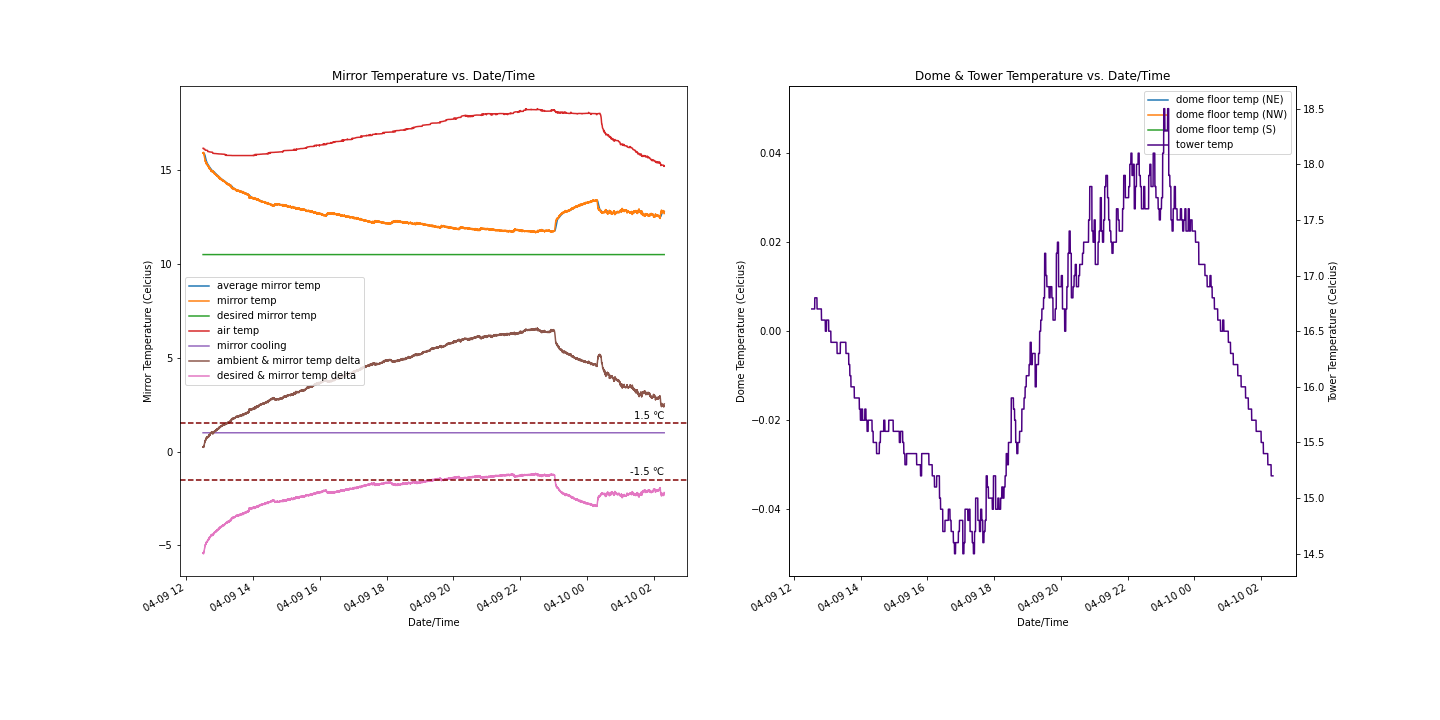 Mirror Temperature vs. Date/Time
15
10
5
0
−5
Mirror Temperature (Celcius)
average mirror temp
mirror temp
desired mirror temp
air temp
mirror cooling
ambient & mirror temp delta
desired & mirror temp delta
1.5 °C
-1.5 °C
04-09 12
04-09 14
04-09 16
04-09 18
04-09 20
04-09 22
04-10 00
04-10 02
Date/Time
Dome & Tower Temperature vs. Date/Time
0.04
0.02
0.00
−0.02
−0.04
Dome Temperature (Celcius)
dome floor temp (NE)
dome floor temp (NW)
dome floor temp (S)
tower temp
18.5
18.0
17.5
17.0
16.5
16.0
15.5
15.0
14.5
Tower Temperature (Celcius)
04-09 12
04-09 14
04-09 16
04-09 18
04-09 20
04-09 22
04-10 00
04-10 02
Date/Time